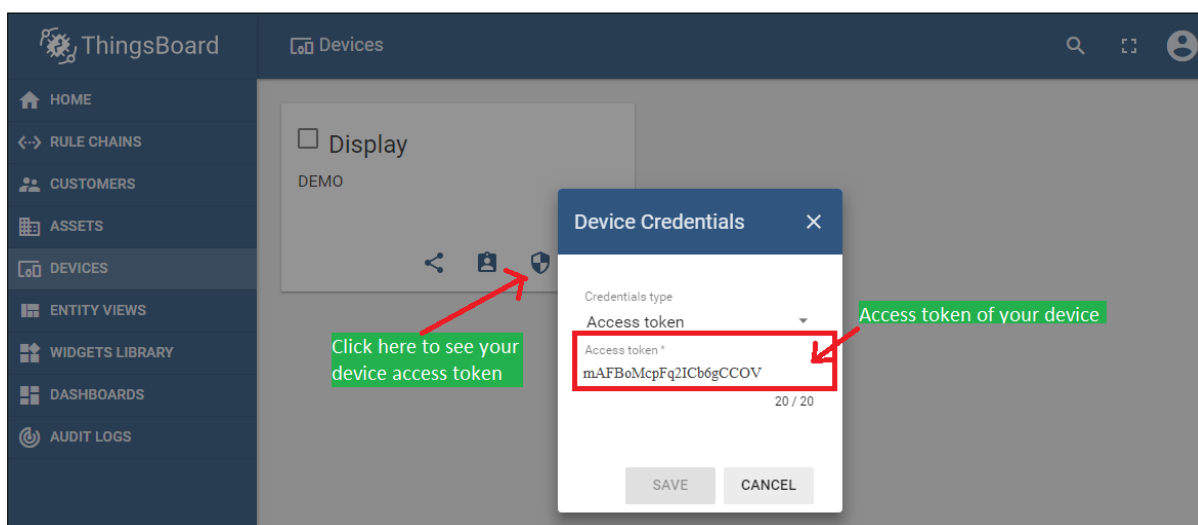 ThingsBoard
Devices
HOME
RULE CHAINS
CUSTOMERS
ASSETS
DEVICES
ENTITY VIEWS
WIDGETS LIBRARY
DASHBOARDS
AUDIT LOGS
Display
DEMO
Click here to see your
device access token
Device Credentials
Credentials type
Access token
Access token *
mAFBoMcpFq2ICb6gCCOV
20 / 20
SAVE CANCEL
Access token of your device